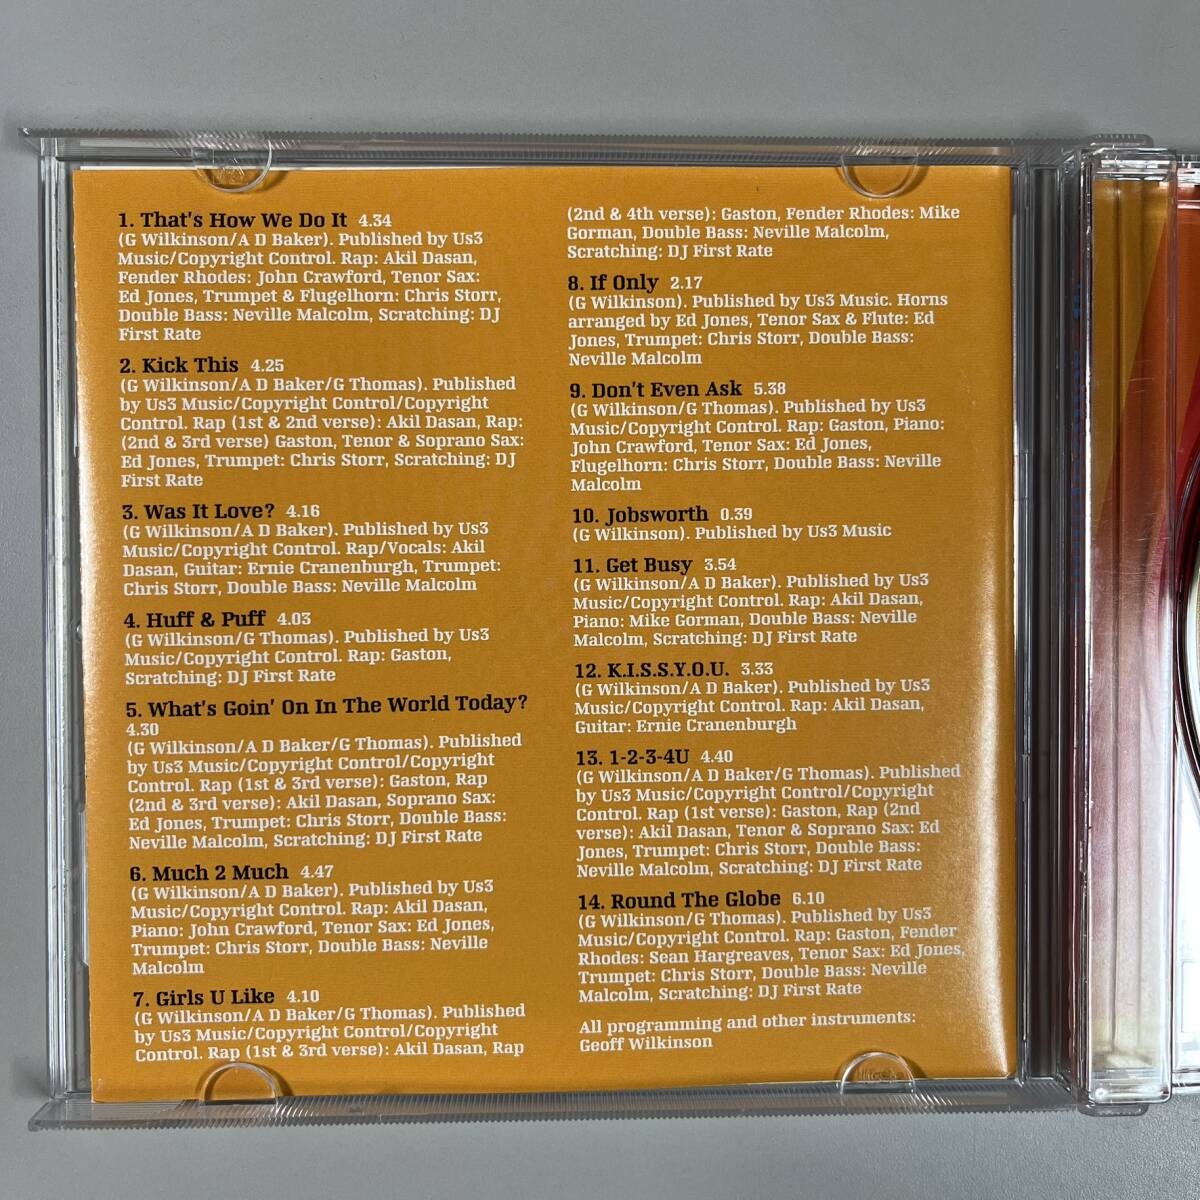 1. That's How We Do It 4.34
(G Wilkinson/A D Baker). Published by Us3
Music/Copyright Control. Rap: Akil Dasan,
Fender Rhodes: John Crawford, Tenor Sax:
Ed Jones, Trumpet & Flugelhorn: Chris Storr,
Double Bass: Neville Malcolm, Scratching: DJ
First Rate
2. Kick This 4.25
(G Wilkinson/A D Baker/G Thomas). Published
by Us3 Music/Copyright Control/Copyright
Control. Rap (1st & 2nd verse): Akil Dasan, Rap:
(2nd & 3rd verse) Gaston, Tenor & Soprano Sax:
Ed Jones, Trumpet: Chris Storr, Scratching: DJ
First Rate
3. Was It Love? 4.16
(G Wilkinson/A D Baker). Published by Us3
Music/Copyright Control. Rap/Vocals: Akil
Dasan, Guitar: Ernie Cranenburgh, Trumpet:
Chris Storr, Double Bass: Neville Malcolm
4. Huff & Puff 4.03
(G Wilkinson/G Thomas). Published by Us3
Music/Copyright Control. Rap: Gaston,
Scratching: DJ First Rate
5. What's Goin' On In The World Today?
4.30
(G Wilkinson/A D Baker/G Thomas). Published
by Us3 Music/Copyright Control/Copyright
Control. Rap (1st & 3rd verse): Gaston, Rap
(2nd & 3rd verse): Akil Dasan, Soprano Sax:
Ed Jones, Trumpet: Chris Storr, Double Bass:
Neville Malcolm, Scratching: DJ First Rate
6. Much 2 Much 4.47
(G Wilkinson/A D Baker). Published by Us3
Music/Copyright Control. Rap: Akil Dasan,
Piano: John Crawford, Tenor Sax: Ed Jones,
Trumpet: Chris Storr, Double Bass: Neville
Malcolm
7. Girls U Like 4.10
(G Wilkinson/A D Baker/G Thomas). Published
by Us3 Music/Copyright Control/Copyright
Control. Rap (1st & 3rd verse): Akil Dasan, Rap
(2nd & 4th verse): Gaston, Fender Rhodes: Mike
Gorman, Double Bass: Neville Malcolm,
Scratching: DJ First Rate
8. If Only 2.17
(G Wilkinson). Published by Us3 Music. Horns
arranged by Ed Jones, Tenor Sax & Flute: Ed
Jones, Trumpet: Chris Storr, Double Bass:
Neville Malcolm
9. Don't Even Ask 5.38
(G Wilkinson/G Thomas). Published by Us3
Music/Copyright Control. Rap: Gaston, Piano:
John Crawford, Tenor Sax: Ed Jones,
Flugelhorn: Chris Storr, Double Bass: Neville
Malcolm
10. Jobsworth 0.39
(G Wilkinson). Published by Us3 Music
11. Get Busy 3.54
(G Wilkinson/A D Baker). Published by Us3
Music/Copyright Control. Rap: Akil Dasan,
Piano: Mike Gorman, Double Bass: Neville
Malcolm, Scratching: DJ First Rate
12. K.I.S.S.Y.O.U. 3.33
(G Wilkinson/A D Baker). Published by Us3
Music/Copyright Control. Rap: Akil Dasan,
Guitar: Ernie Cranenburgh
13. 1-2-3-4U 4.40
(G Wilkinson/A D Baker/G Thomas). Published
by Us3 Music/Copyright Control/Copyright
Control. Rap (1st verse): Gaston, Rap (2nd
verse): Akil Dasan, Tenor & Soprano Sax: Ed
Jones, Trumpet: Chris Storr, Double Bass:
Neville Malcolm, Scratching: DJ First Rate
14. Round The Globe 6.10
(G Wilkinson/G Thomas). Published by Us3
Music/Copyright Control. Rap: Gaston, Fender
Rhodes: Sean Hargreaves, Tenor Sax: Ed Jones,
Trumpet: Chris Storr, Double Bass: Neville
Malcolm, Scratching: DJ First Rate
All programming and other instruments:
Geoff Wilkinson